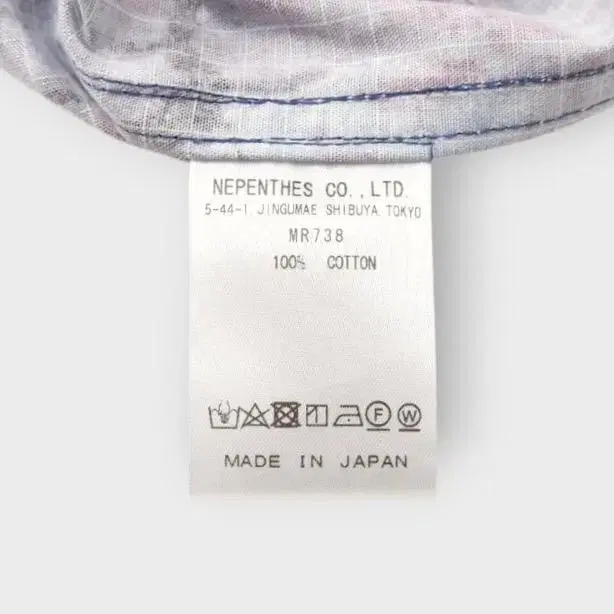 NEPENTHES CO.,LTD.
5-44-1 JINGUMAE SHIBUYA TOKYO
MR738
100% COTTON
F W
MADE IN JAPAN